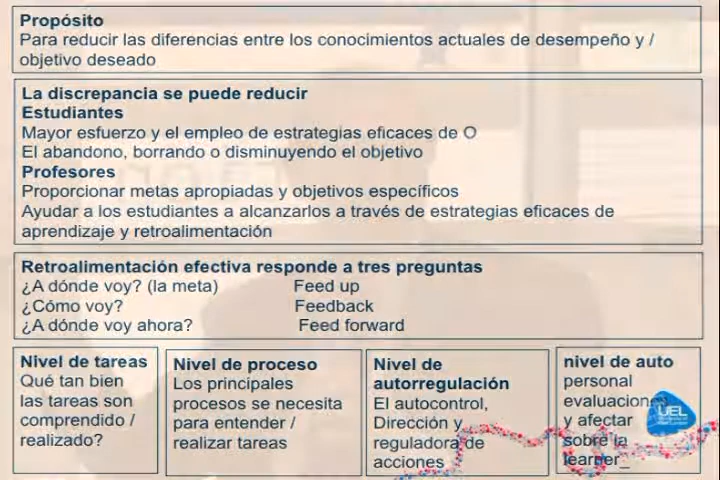 Propósito
Para reducir las diferencias entre los conocimientos actuales de desempeño y /
objetivo deseado
La discrepancia se puede reducir
Estudiantes
Mayor esfuerzo y el empleo de estrategias eficaces de O
El abandono, borrando o disminuyendo el objetivo
Profesores
Proporcionar metas apropiadas y objetivos específicos
Ayudar a los estudiantes a alcanzarlos a través de estrategias eficaces de
aprendizaje y retroalimentación
Retroalimentación efectiva responde a tres preguntas
¿A dónde voy? (la meta) Feed up
¿Cómo voy? Feedback
¿A dónde voy ahora? Feed forward
Nivel de tareas
Qué tan bien
las tareas son
comprendido /
realizado?
Nivel de proceso
Los principales
procesos se necesita
para entender /
realizar tareas
Nivel de
autorregulación
El autocontrol,
Dirección y
reguladora de
acciones
nivel de auto
personal
evaluaciones
y afectar
sobre la
learner_
UEL